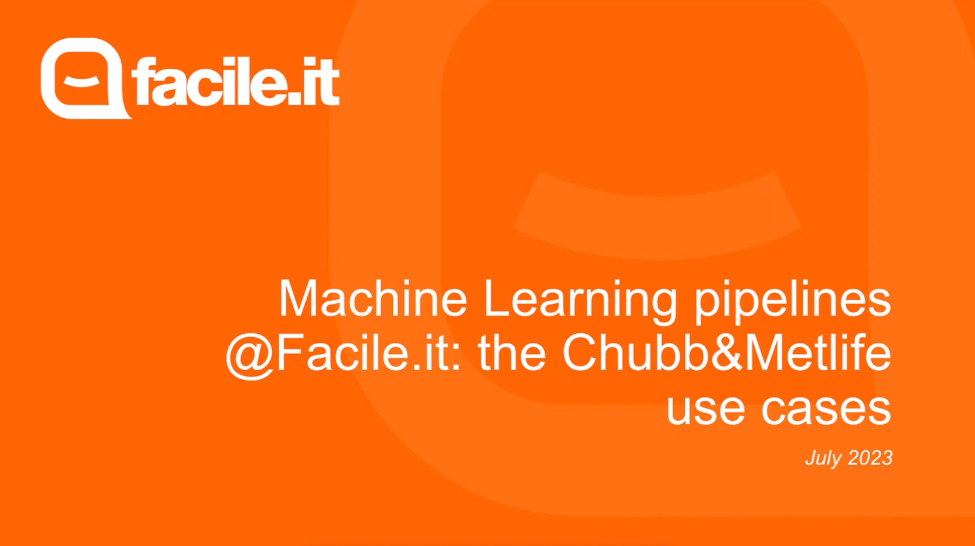 facile.it
Machine Learning pipelines
@Facile.it: the Chubb&Metlife
use cases
July 2023